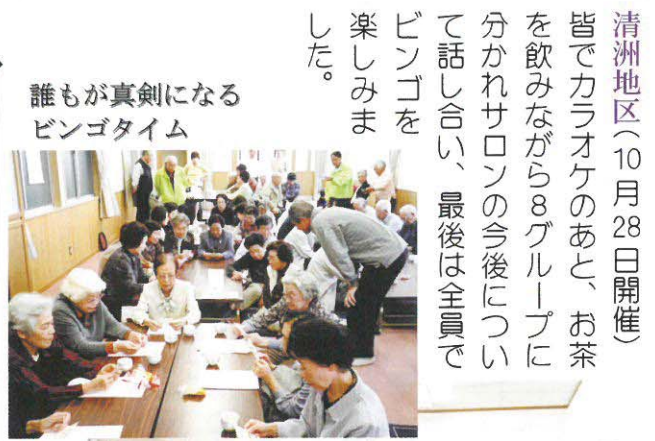 清洲地区(10月28日開催)
皆でカラオケのあと、お茶
を飲みながら8グループに
分かれサロンの今後につい
て話し合い、最後は全員で
ビンゴを
楽しみま
した。
誰もが真剣になる
ビンゴタイム